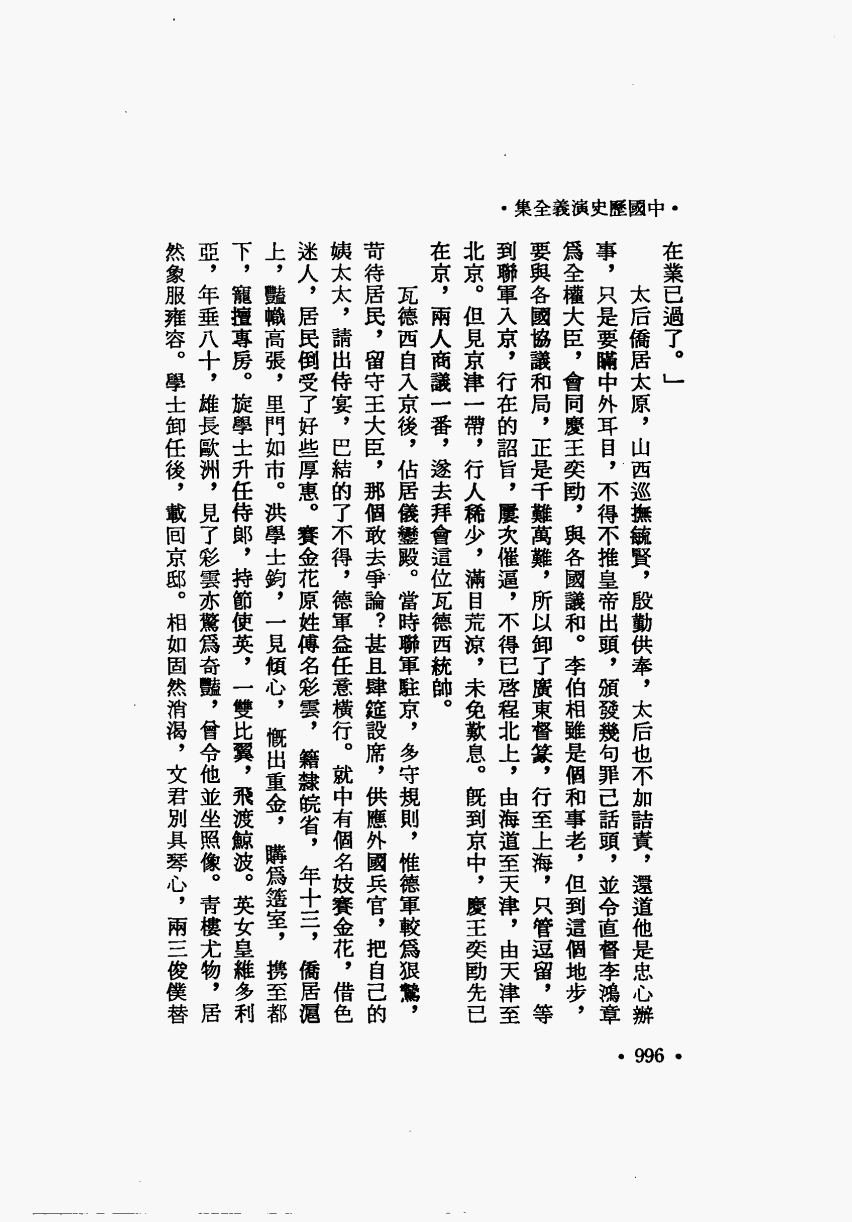 •中國歷史演義全集•
在業已過了。」
太后僑居太原，山西巡撫毓賢，殷勤供奉，太后也不加詰責，還道他是忠心辦
事，只是要瞞中外耳目，不得不推皇帝出頭，頒發幾句罪己話頭，並令直督李鴻章
爲全權大臣，會同慶王奕劻，與各國議和。李伯相雖是個和事老，但到這個地步，
要與各國協議和局，正是千難萬難，所以卸了廣東督篆，行至上海，只管逗留，等
到聯軍入京，行在的詔旨，屢次催逼，不得已啓程北上，由海道至天津，由天津至
北京。但見京津一帶，行人稀少，滿目荒涼，未免歎息。旣到京中，慶王奕劻先已
在京，兩人商議一番，遂去拜會這位瓦德西統帥。
瓦德西自入京後，佔居儀鑾殿。當時聯軍駐京，多守規則，惟德軍較爲狠鷙，
苛待居民，留守王大臣，那個敢去爭論？甚且肆筵設席，供應外國兵官，把自己的
姨太太，請出侍宴，巴結的了不得，德軍益任意橫行。就中有個名妓賽金花，借色
迷人，居民倒受了好些厚惠。賽金花原姓傅名彩雲，籍隸皖省，年十三，僑居滬
上，豔幟高張，里門如市。洪學士鈞，一見傾心，慨出重金，購爲簉室，携至都
下，寵擅專房。旋學士升任侍郎，持節使英，一雙比翼，飛渡鯨波。英女皇維多利
亞，年垂八十，雄長歐洲，見了彩雲亦驚爲奇豔，曾令他並坐照像。靑樓尤物，居
然象服雍容。學士卸任後，載囘京邸。相如固然消渴，文君別具琴心，兩三俊僕替
•996•